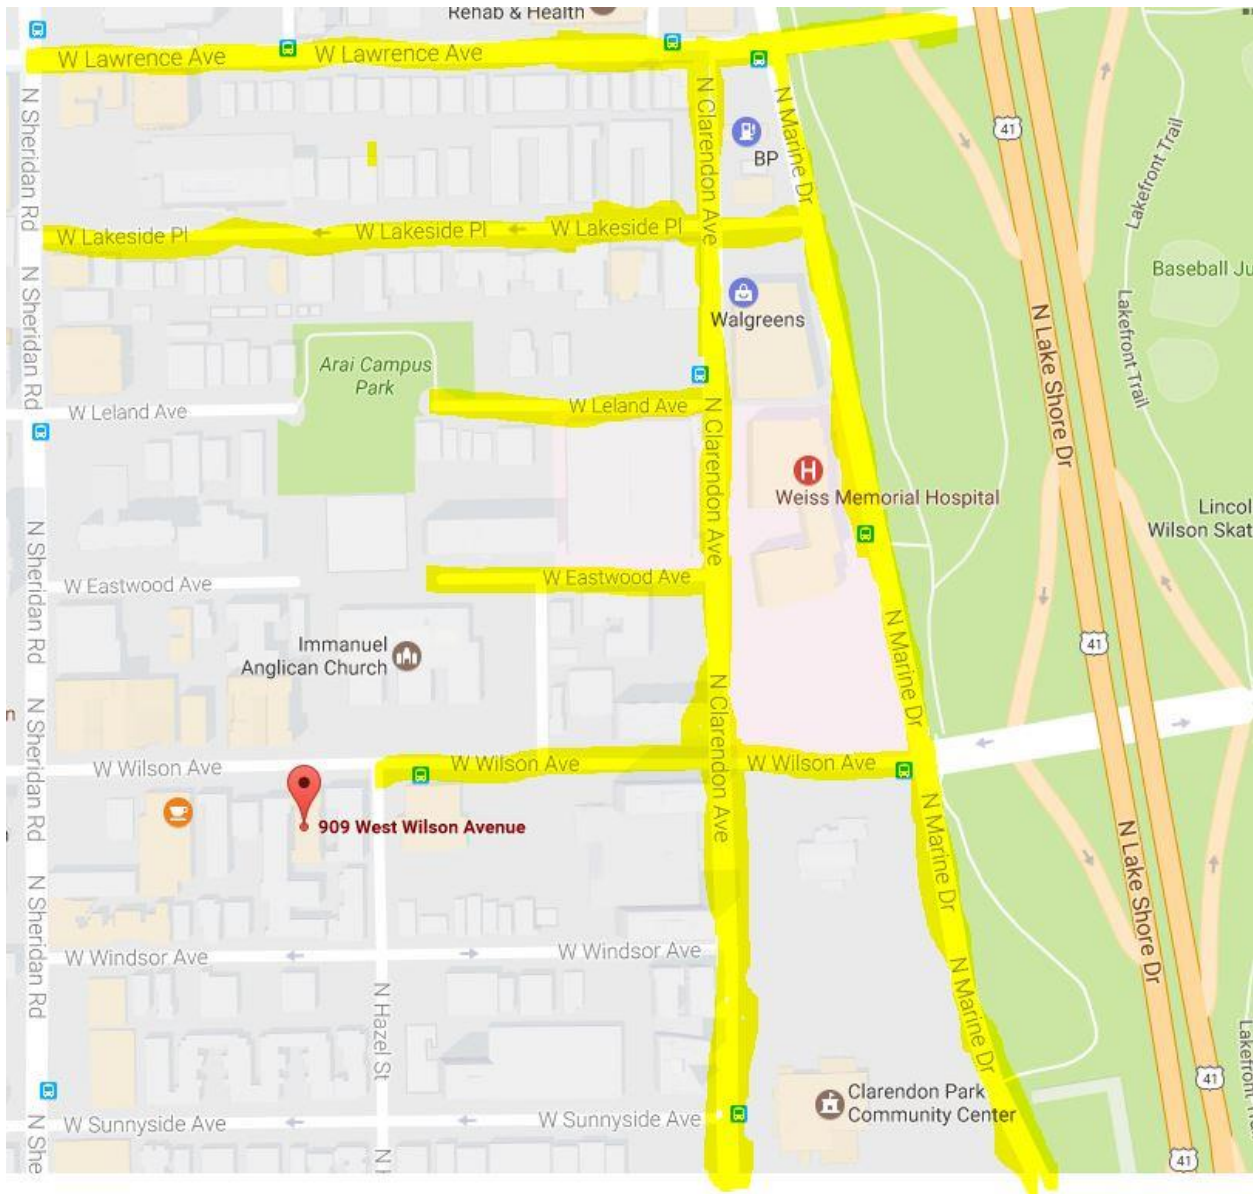 Rehab & Health
W Lawrence Ave
W Lawrence Ave
N Sheridan Rd
N Clarendon Ave
N Marine Dr
BP
41
Lakefront Trail
W Lakeside Pl
W Lakeside Pl
W Lakeside Pl
Baseball Ju
N Sheridan Rd
Walgreens
N Lake Shore Dr
Lakefront Trail
Arai Campus
Park
W Leland Ave
W Leland Ave
N Clarendon Ave
H
Weiss Memorial Hospital
Lincol
Wilson Skat
N Sheridan Rd
W Eastwood Ave
W Eastwood Ave
Immanuel
Anglican Church
N Marine Dr
41
N Sheridan Rd
N Clarendon Ave
W Wilson Ave
W Wilson Ave
W Wilson Ave
909 West Wilson Avenue
N Marine Dr
N Lake Shore Dr
N Sheridan Rd
W Windsor Ave
W Windsor Ave
N Hazel St
N Marine Dr
Lakefront
41
Clarendon Park
Community Center
W Sunnyside Ave
W Sunnyside Ave
N She
N H
41